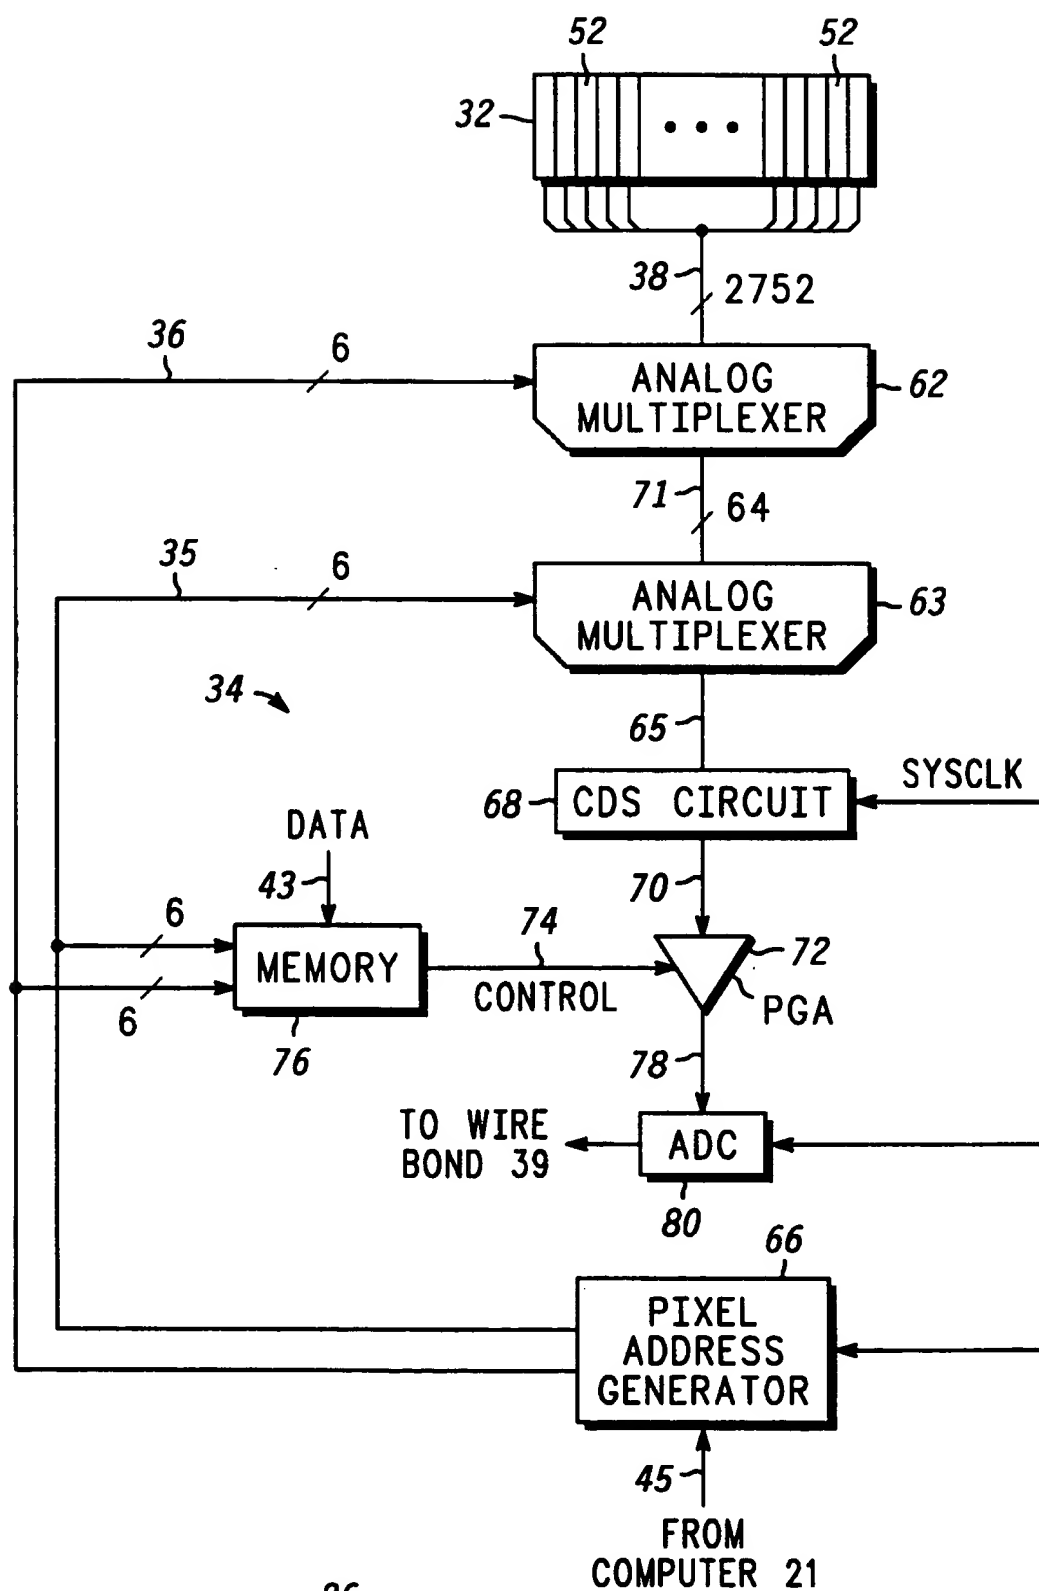 52
52
32
38
2752
36
6
ANALOG
MULTIPLEXER
62
71
64
35
6
ANALOG
MULTIPLEXER
63
34
65
SYSCLK
68
CDS CIRCUIT
DATA
43
70
6
74
72
MEMORY
CONTROL
PGA
6
76
78
TO WIRE
BOND 39
ADC
80
66
PIXEL
ADDRESS
GENERATOR
45
FROM
COMPUTER 21